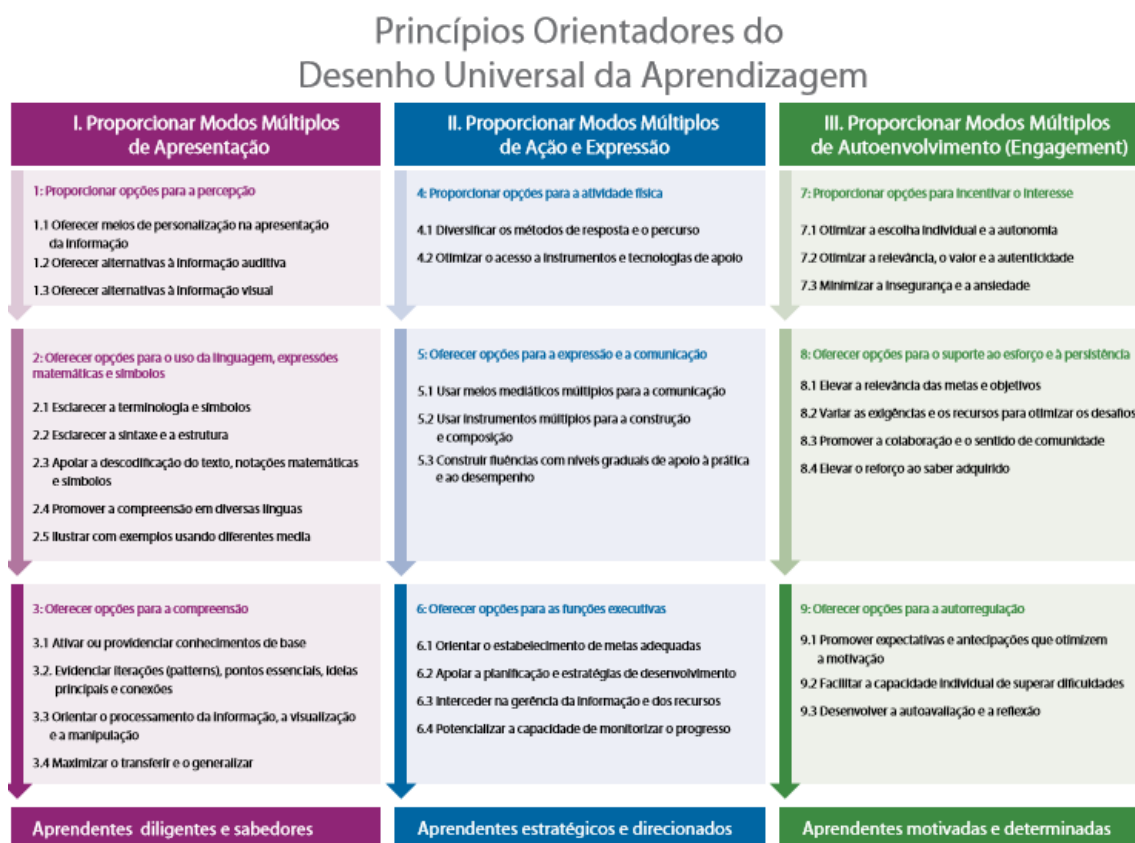 Princípios Orientadores do
Desenho Universal da Aprendizagem
I. Proporcionar Modos Múltiplos
de Apresentação
1: Proporcionar opções para a percepção
1.1 Oferecer meios de personalização na apresentação
da informação
1.2 Oferecer alternativas à informação auditiva
1.3 Oferecer alternativas à informação visual
2: Oferecer opções para o uso da linguagem, expressões
matemáticas e símbolos
2.1 Esclarecer a terminologia e símbolos
2.2 Esclarecer a sintaxe e a estrutura
2.3 Apoiar a descodificação do texto, notações matemáticas
e símbolos
2.4 Promover a compreensão em diversas línguas
2.5 Ilustrar com exemplos usando diferentes media
3: Oferecer opções para a compreensão
3.1 Ativar ou providenciar conhecimentos de base
3.2. Evidenciar iterações (patterns), pontos essenciais, ideias
principais e conexões
3.3 Orientar o processamento da informação, a visualização
e a manipulação
3.4 Maximizar o transferir e o generalizar
Aprendentes diligentes e sabedores
II. Proporcionar Modos Múltiplos
de Ação e Expressão
4: Proporcionar opções para a atividade física
4.1 Diversificar os métodos de resposta e o percurso
4.2 Otimizar o acesso a instrumentos e tecnologias de apoio
5: Oferecer opções para a expressão e a comunicação
5.1 Usar meios mediáticos múltiplos para a comunicação
5.2 Usar instrumentos múltiplos para a construção
e composição
5.3 Construir fluências com níveis graduais de apoio à prática
e ao desempenho
6: Oferecer opções para as funções executivas
6.1 Orientar o estabelecimento de metas adequadas
6.2 Apoiar a planificação e estratégias de desenvolvimento
6.3 Interceder na gerência da informação e dos recursos
6.4 Potencializar a capacidade de monitorizar o progresso
Aprendentes estratégicos e direcionados
III. Proporcionar Modos Múltiplos
de Autoenvolvimento (Engagement)
7: Proporcionar opções para incentivar o interesse
7.1 Otimizar a escolha individual e a autonomia
7.2 Otimizar a relevância, o valor e a autenticidade
7.3 Minimizar a insegurança e a ansiedade
8: Oferecer opções para o suporte ao esforço e à persistência
8.1 Elevar a relevância das metas e objetivos
8.2 Variar as exigências e os recursos para otimizar os desafios
8.3 Promover a colaboração e o sentido de comunidade
8.4 Elevar o reforço ao saber adquirido
9: Oferecer opções para a autorregulação
9.1 Promover expectativas e antecipações que otimizem
a motivação
9.2 Facilitar a capacidade individual de superar dificuldades
9.3 Desenvolver a autoavaliação e a reflexão
Aprendentes motivadas e determinadas